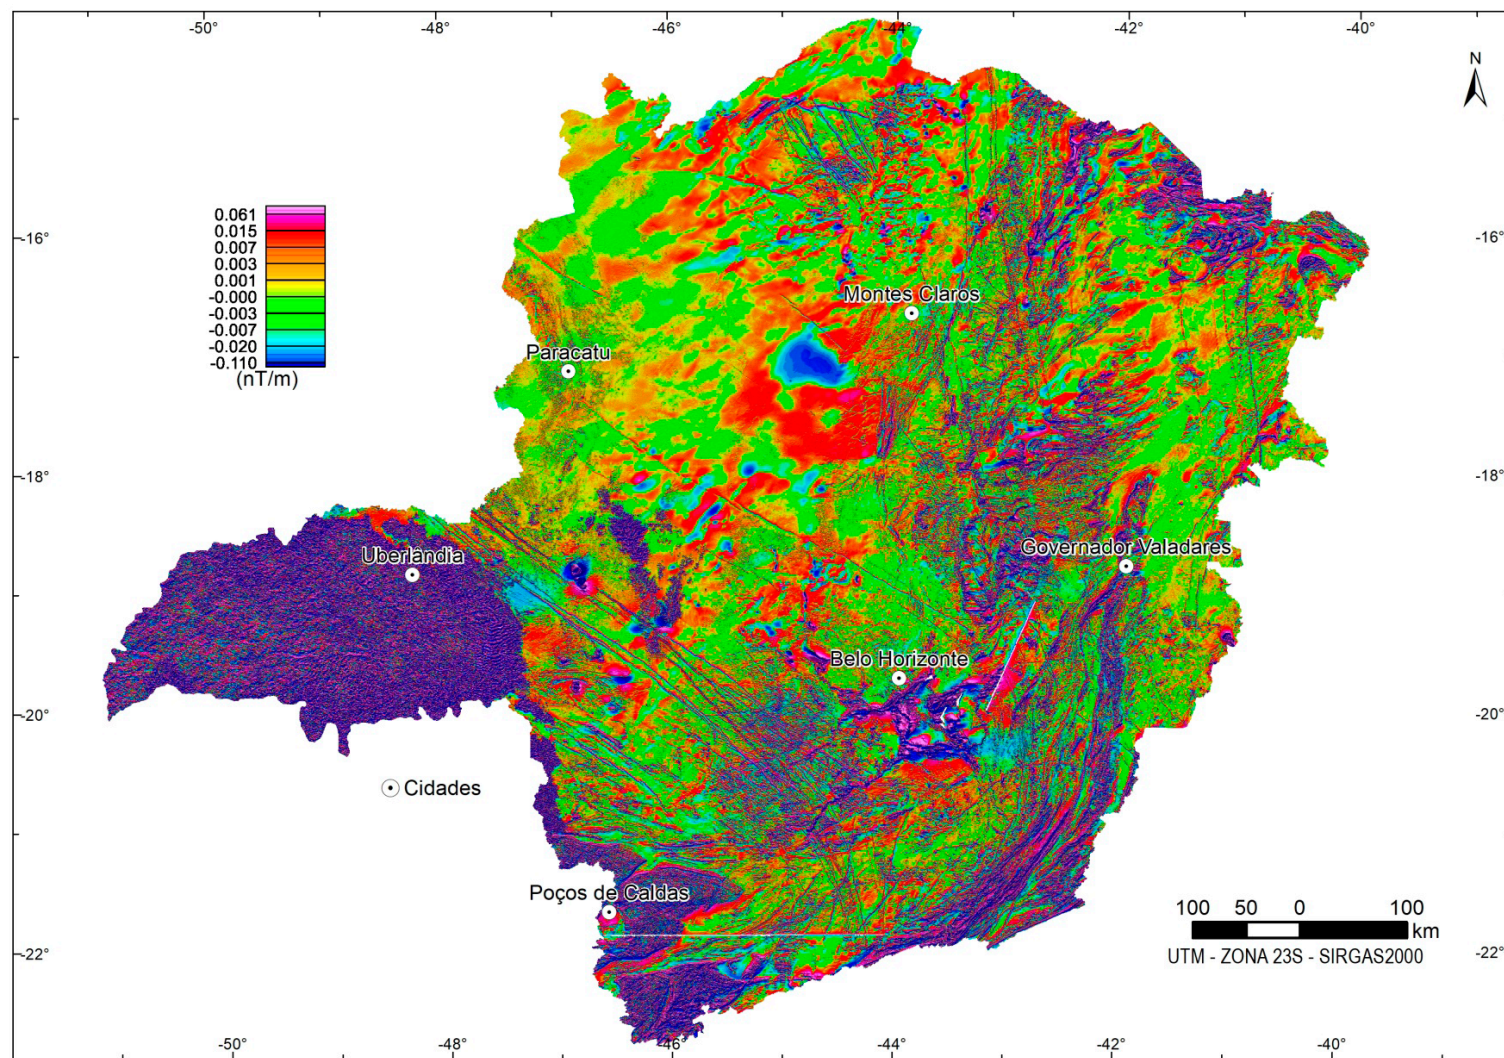 -50°
-48°
-46°
-44°
-42°
-40°
N
0.061
0.015
0.007
0.003
0.001
-0.000
-0.003
-0.007
-0.020
-0.110
(nT/m)
-16°
-16°
Montes Claros
Paracatu
-18°
-18°
Uberlândia
Governador Valadares
Belo Horizonte
-20°
-20°
Cidades
Poços de Caldas
100 50 0 100
km
UTM - ZONA 23S - SIRGAS2000
-22°
-22°
-50°
-48°
-46°
-44°
-42°
-40°